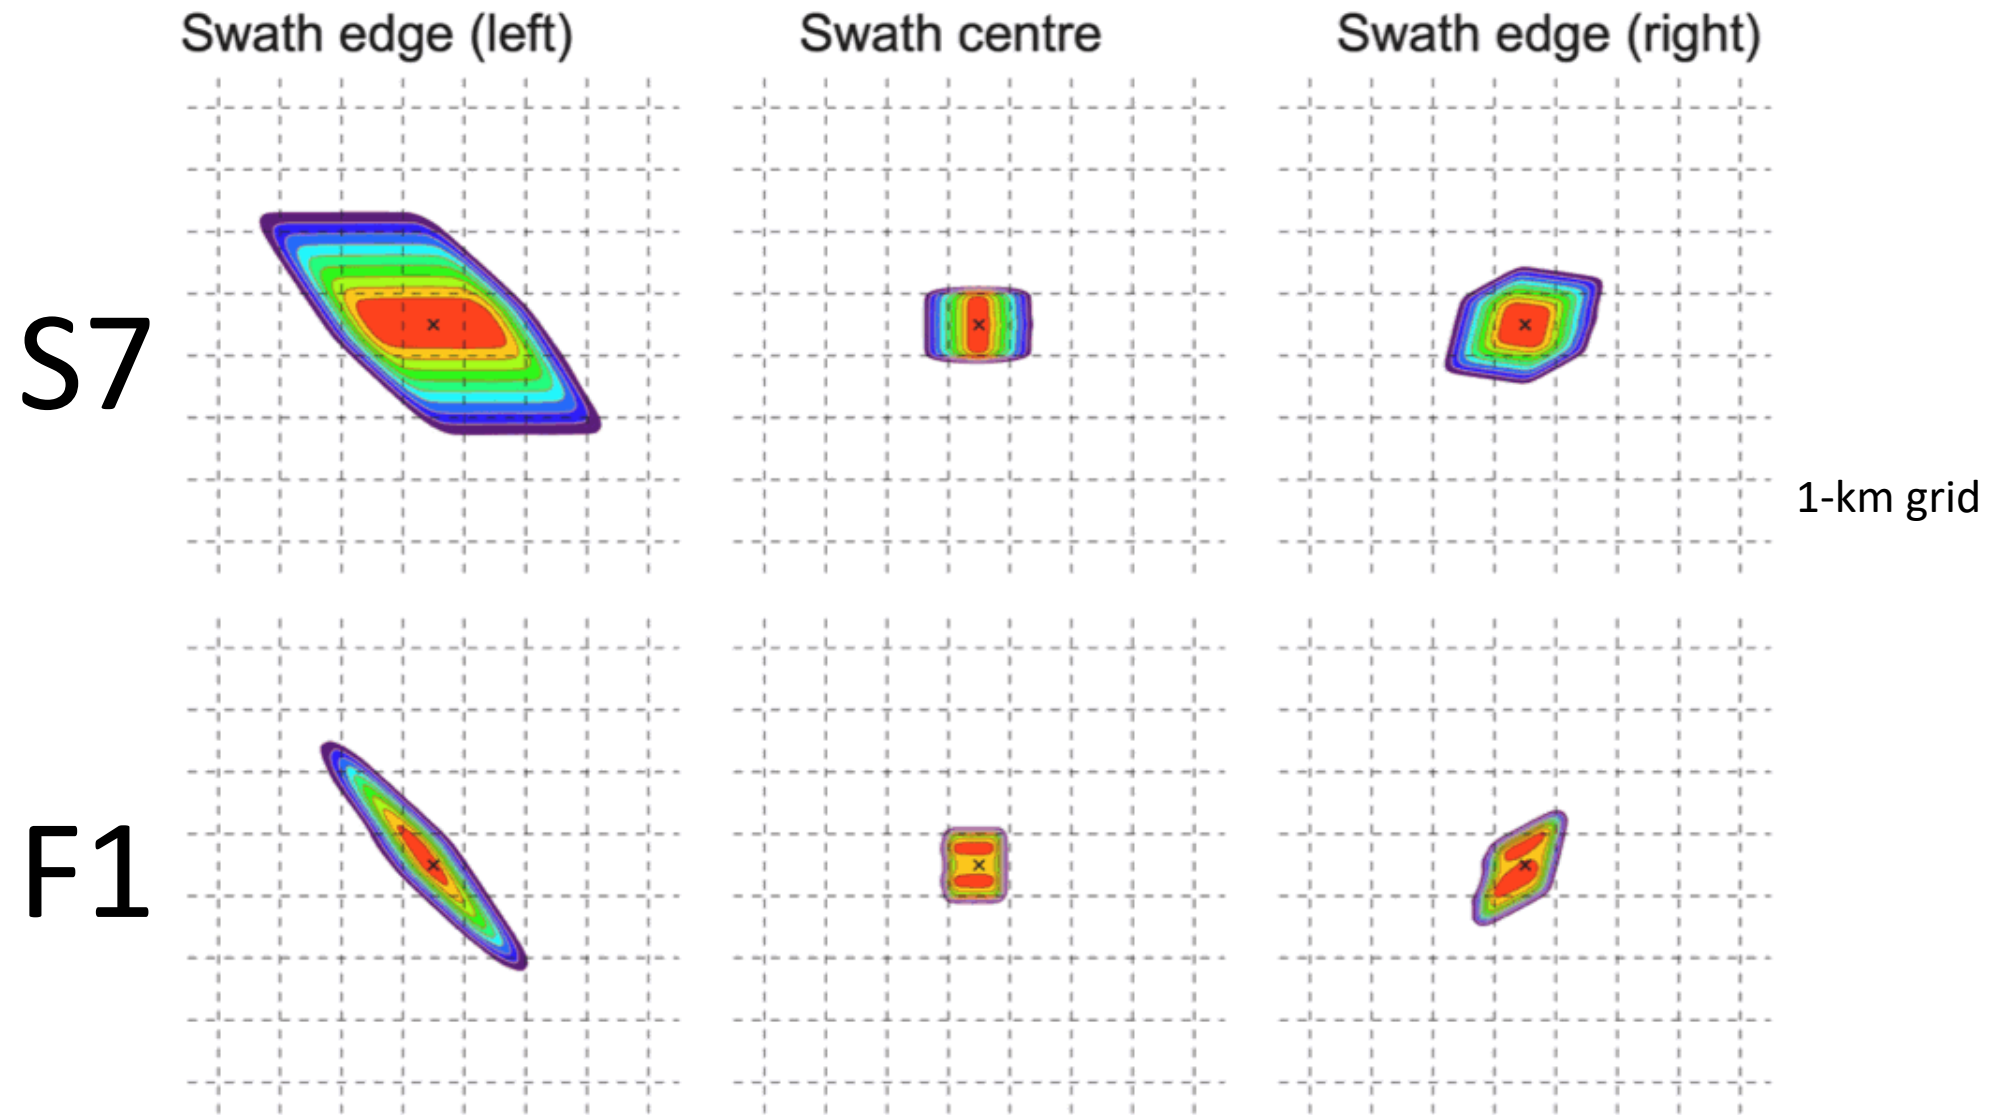 Swath edge (left)
Swath centre
Swath edge (right)
S7
1-km grid
F1